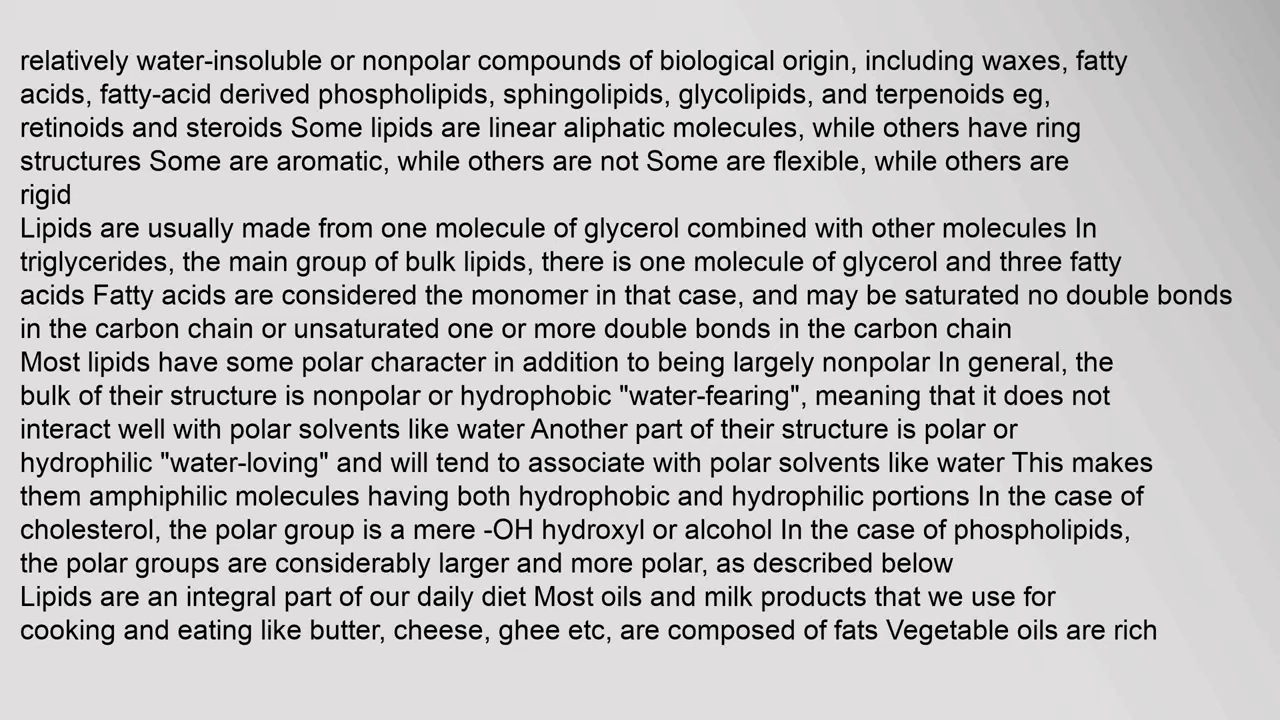 relatively water-insoluble or nonpolar compounds of biological origin, including waxes, fatty
acids, fatty-acid derived phospholipids, sphingolipids, glycolipids, and terpenoids eg,
retinoids and steroids Some lipids are linear aliphatic molecules, while others have ring
structures Some are aromatic, while others are not Some are flexible, while others are
rigid
Lipids are usually made from one molecule of glycerol combined with other molecules In
triglycerides, the main group of bulk lipids, there is one molecule of glycerol and three fatty
acids Fatty acids are considered the monomer in that case, and may be saturated no double bonds
in the carbon chain or unsaturated one or more double bonds in the carbon chain
Most lipids have some polar character in addition to being largely nonpolar In general, the
bulk of their structure is nonpolar or hydrophobic "water-fearing", meaning that it does not
interact well with polar solvents like water Another part of their structure is polar or
hydrophilic "water-loving" and will tend to associate with polar solvents like water This makes
them amphiphilic molecules having both hydrophobic and hydrophilic portions In the case of
cholesterol, the polar group is a mere -OH hydroxyl or alcohol In the case of phospholipids,
the polar groups are considerably larger and more polar, as described below
Lipids are an integral part of our daily diet Most oils and milk products that we use for
cooking and eating like butter, cheese, ghee etc, are composed of fats Vegetable oils are rich